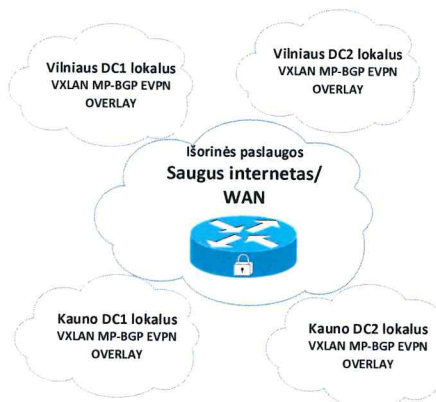 Vilniaus DC1 lokalus
VXLAN MP-BGP EVPN
OVERLAY
Vilniaus DC2 lokalus
VXLAN MP-BGP EVPN
OVERLAY
Išorinės paslaugos
Saugus internetas/
WAN
Kauno DC1 lokalus
VXLAN MP-BGP EVPN
OVERLAY
Kauno DC2 lokalus
VXLAN MP-BGP EVPN
OVERLAY